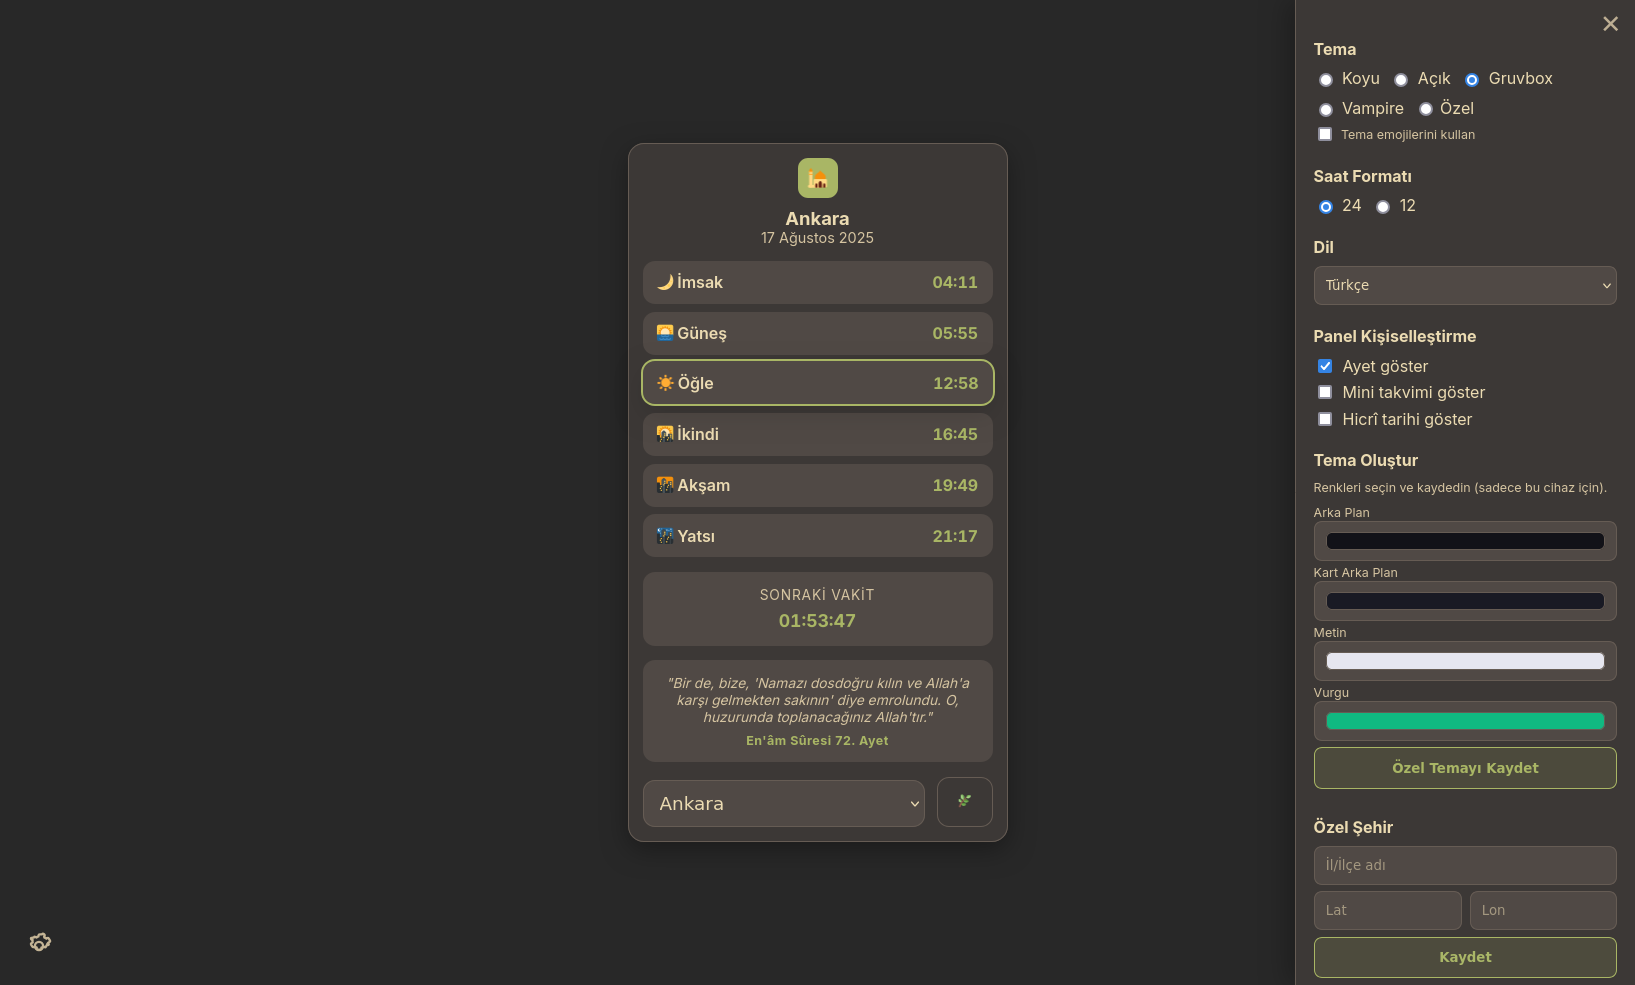 Ankara
17 Ağustos 2025
İmsak 04:11
Güneş 05:55
Öğle 12:58
İkindi 16:45
Akşam 19:49
Yatsı 21:17
SONRAKİ VAKİT
01:53:47
"Bir de, bize, 'Namazı dosdoğru kılın ve Allah'a
karşı gelmekten sakının' diye emrolundu. O,
huzurunda toplanacağınız Allah'tır."
En'âm Sûresi 72. Ayet
Ankara
Tema
Koyu Açık Gruvbox
Vampire Özel
Tema emojilerini kullan
Saat Formatı
24 12
Dil
Türkçe
Panel Kişiselleştirme
Ayet göster
Mini takvimi göster
Hicrî tarihi göster
Tema Oluştur
Renkleri seçin ve kaydedin (sadece bu cihaz için).
Arka Plan
Kart Arka Plan
Metin
Vurgu
Özel Temayı Kaydet
Özel Şehir
İl/İlçe adı
Lat Lon
Kaydet